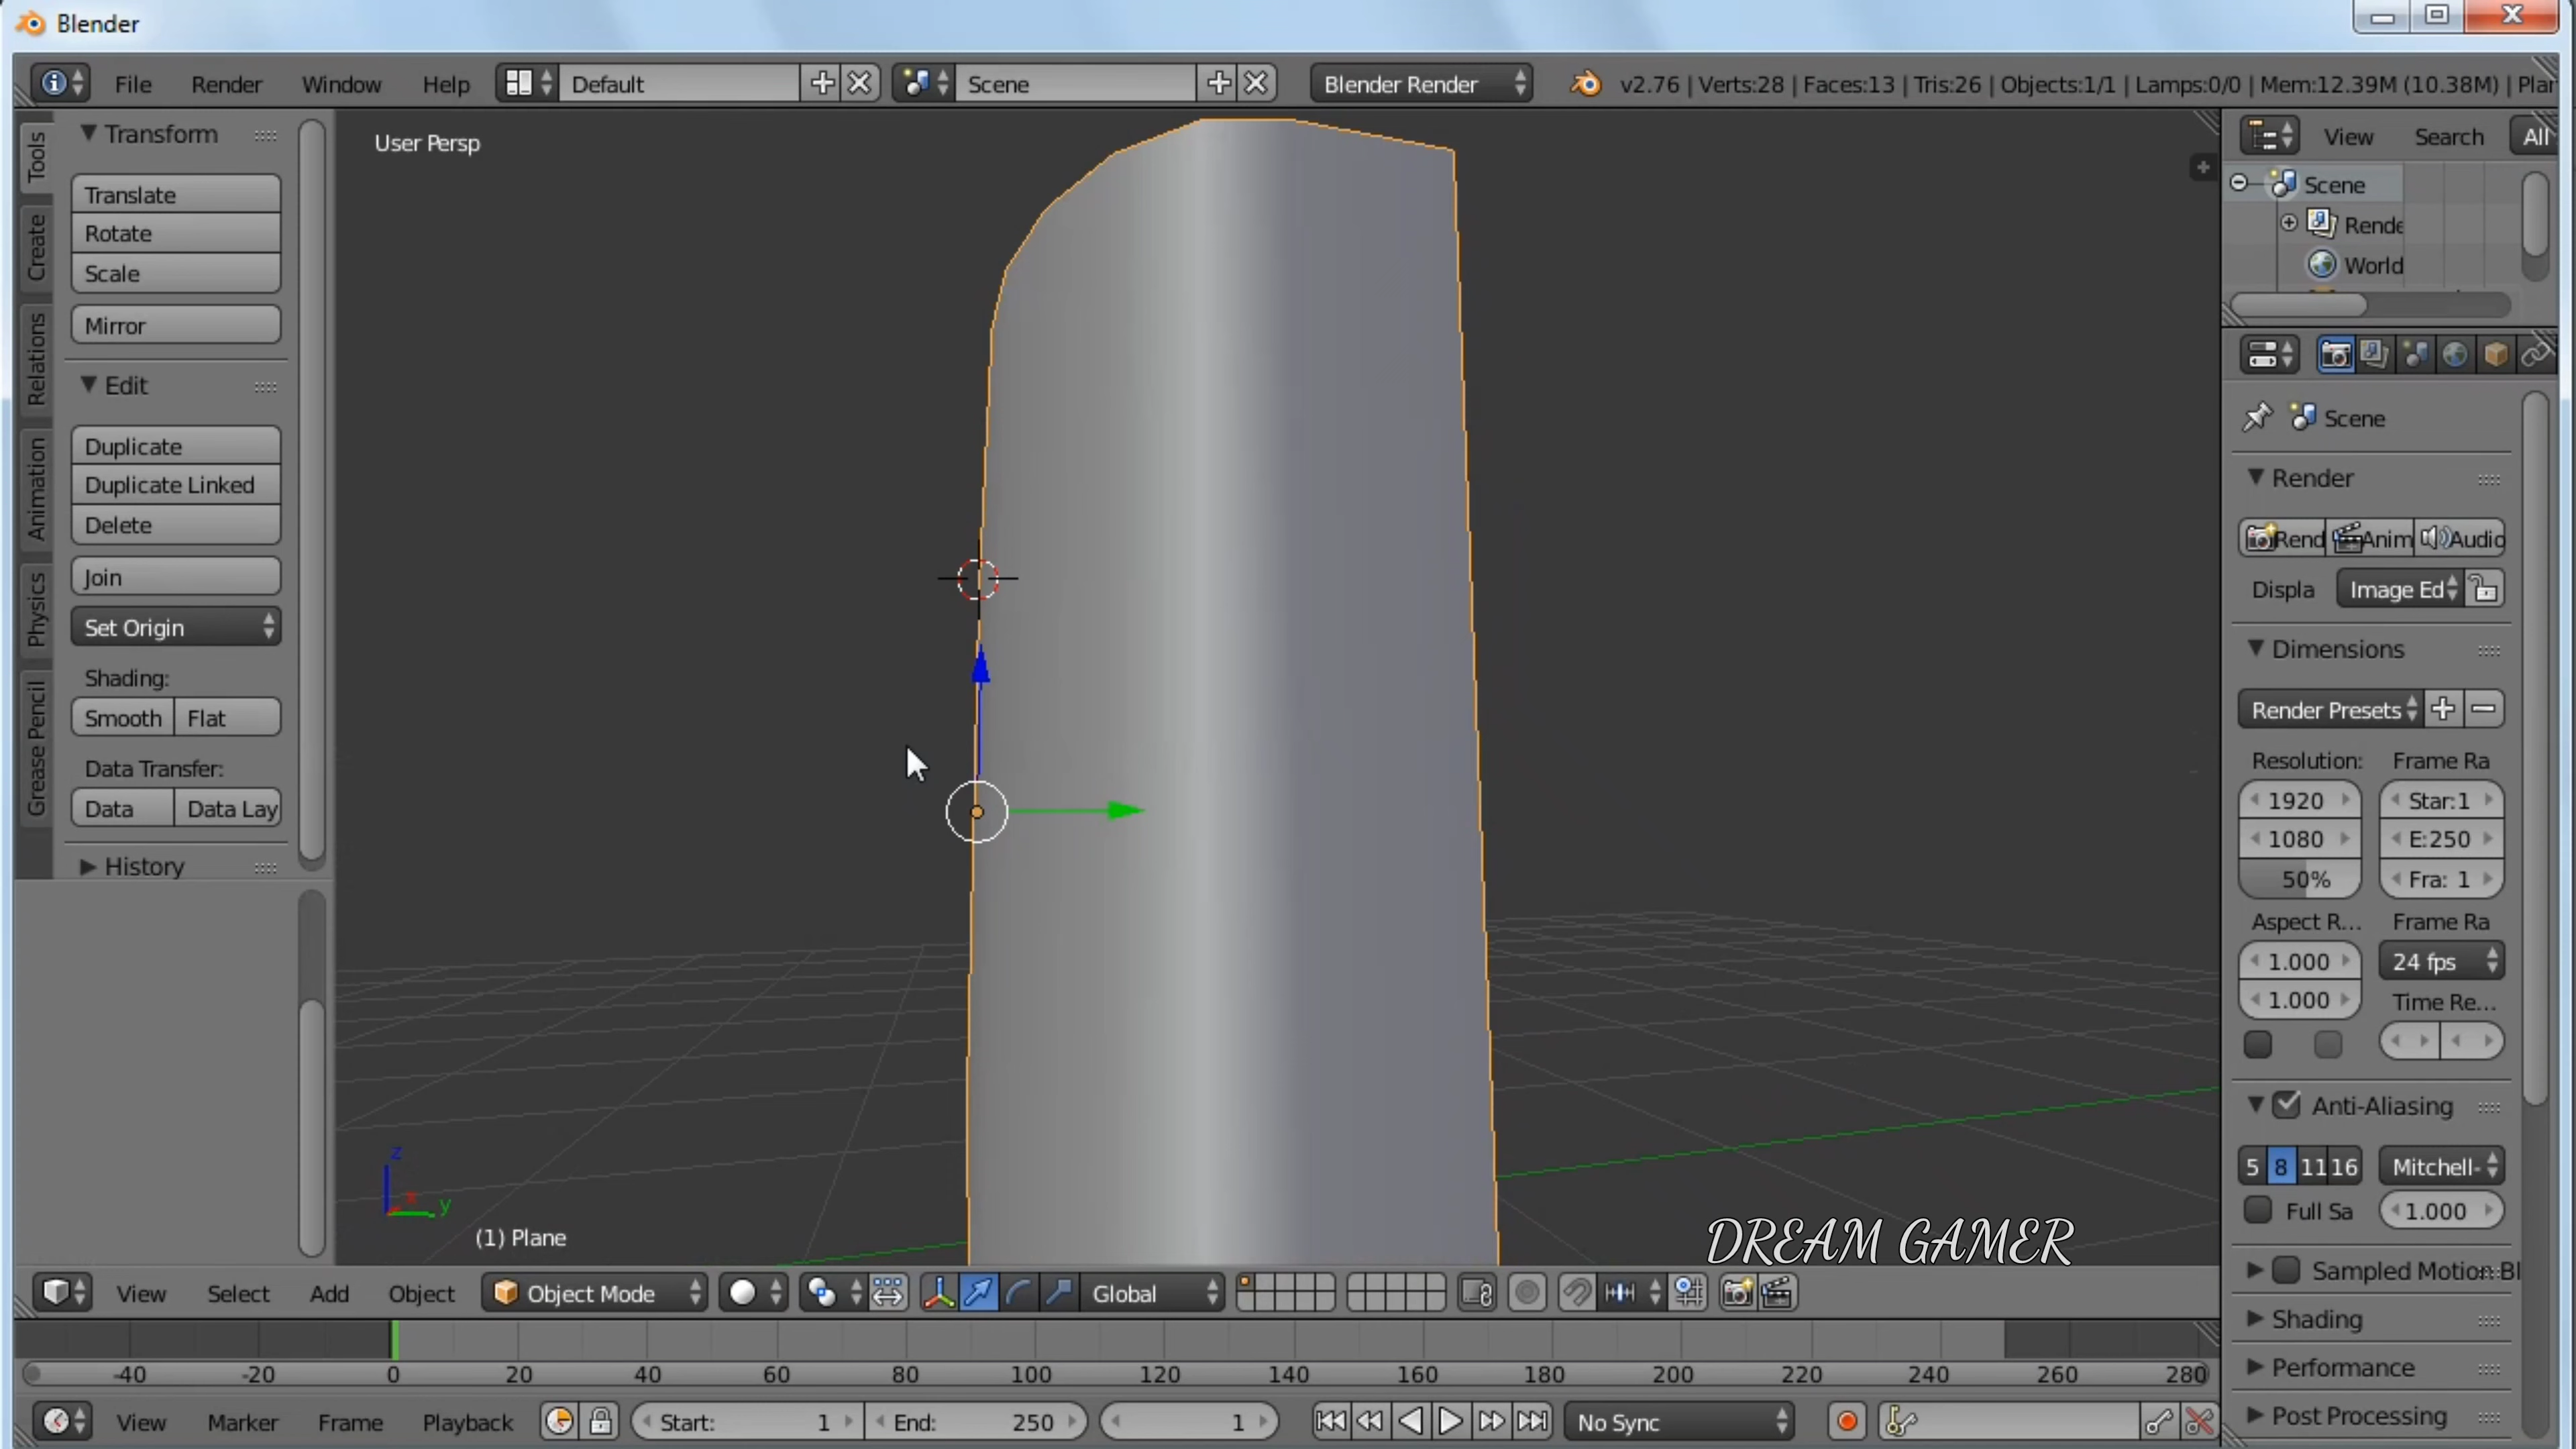 Blender
File Render Window Help Default Scene Blender Render v2.76 | Verts:28 | Faces:13 | Tris:26 | Objects:1/1 | Lamps:0/0 | Mem:12.39M (10.38M) | Plan
Tools
Create
Relations
Animation
Physics
Grease Pencil
Transform
Translate
Rotate
Scale
Mirror
Edit
Duplicate
Duplicate Linked
Delete
Join
Set Origin
Shading:
Smooth Flat
Data Transfer:
Data Data Lay
History
User Persp
z
x
y
(1) Plane
DREAM GAMER
View Search All
Scene
Rende
World
Scene
Render
Rend Anim Audio
Displa Image Ed
Dimensions
Render Presets
Resolution: Frame Ra
1920 Star:1
1080 E:250
50% Fra: 1
Aspect R... Frame Ra
1.000 24 fps
1.000 Time Re...
Anti-Aliasing
5 8 11 16 Mitchell-
Full Sa 1.000
Sampled Motion Bl
Shading
Performance
Post Processing
View Select Add Object Object Mode Global
-40 -20 0 20 40 60 80 100 120 140 160 180 200 220 240 260 280
View Marker Frame Playback Start: 1 End: 250 1 No Sync